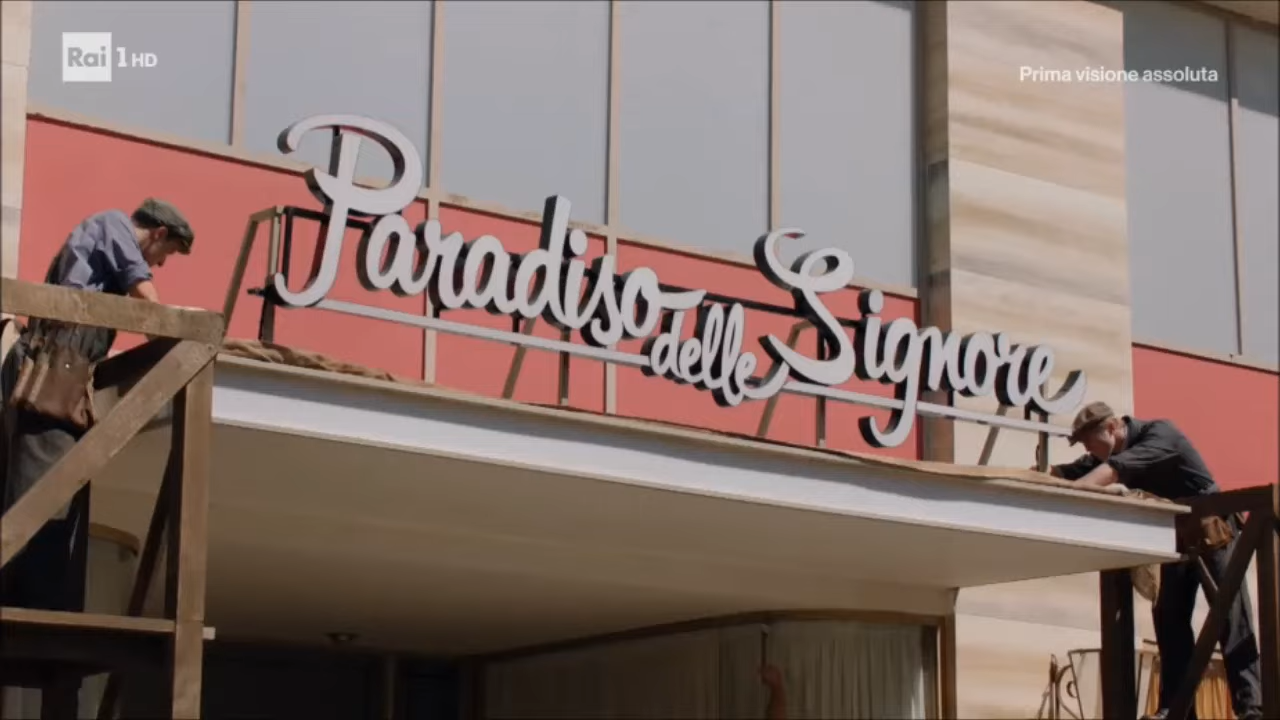 Rai 1 HD
Prima visione assoluta
Paradiso
delle
Signore